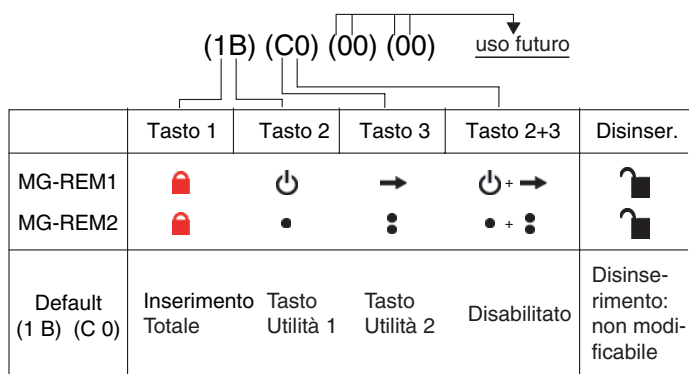 (1B) (C0) (00) (00) uso futuro
Tasto 1 Tasto 2 Tasto 3 Tasto 2+3 Disinser.
MG-REM1 +
MG-REM2 +
Default (1 B) (C 0)
Inserimento Totale
Tasto Utilità 1
Tasto Utilità 2
Disabilitato
Disinse-
rimento:
non modi-
ficabile